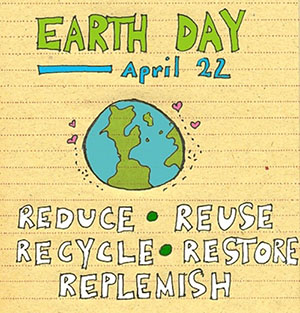 EARTH DAY
April 22
REDUCE • REUSE
RECYCLE • RESTORE
REPLEMISH